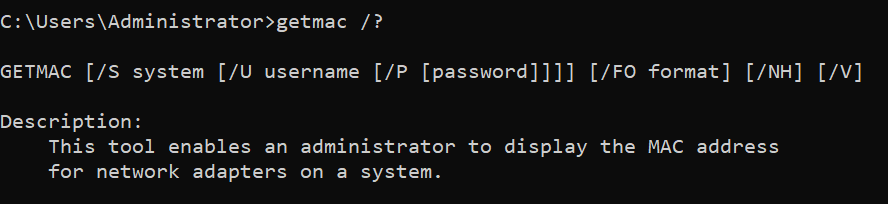 C:\Users\Administrator>getmac /?
GETMAC [/S system [/U username [/P [password]]]] [/FO format] [/NH] [/V]
Description:
This tool enables an administrator to display the MAC address
for network adapters on a system.